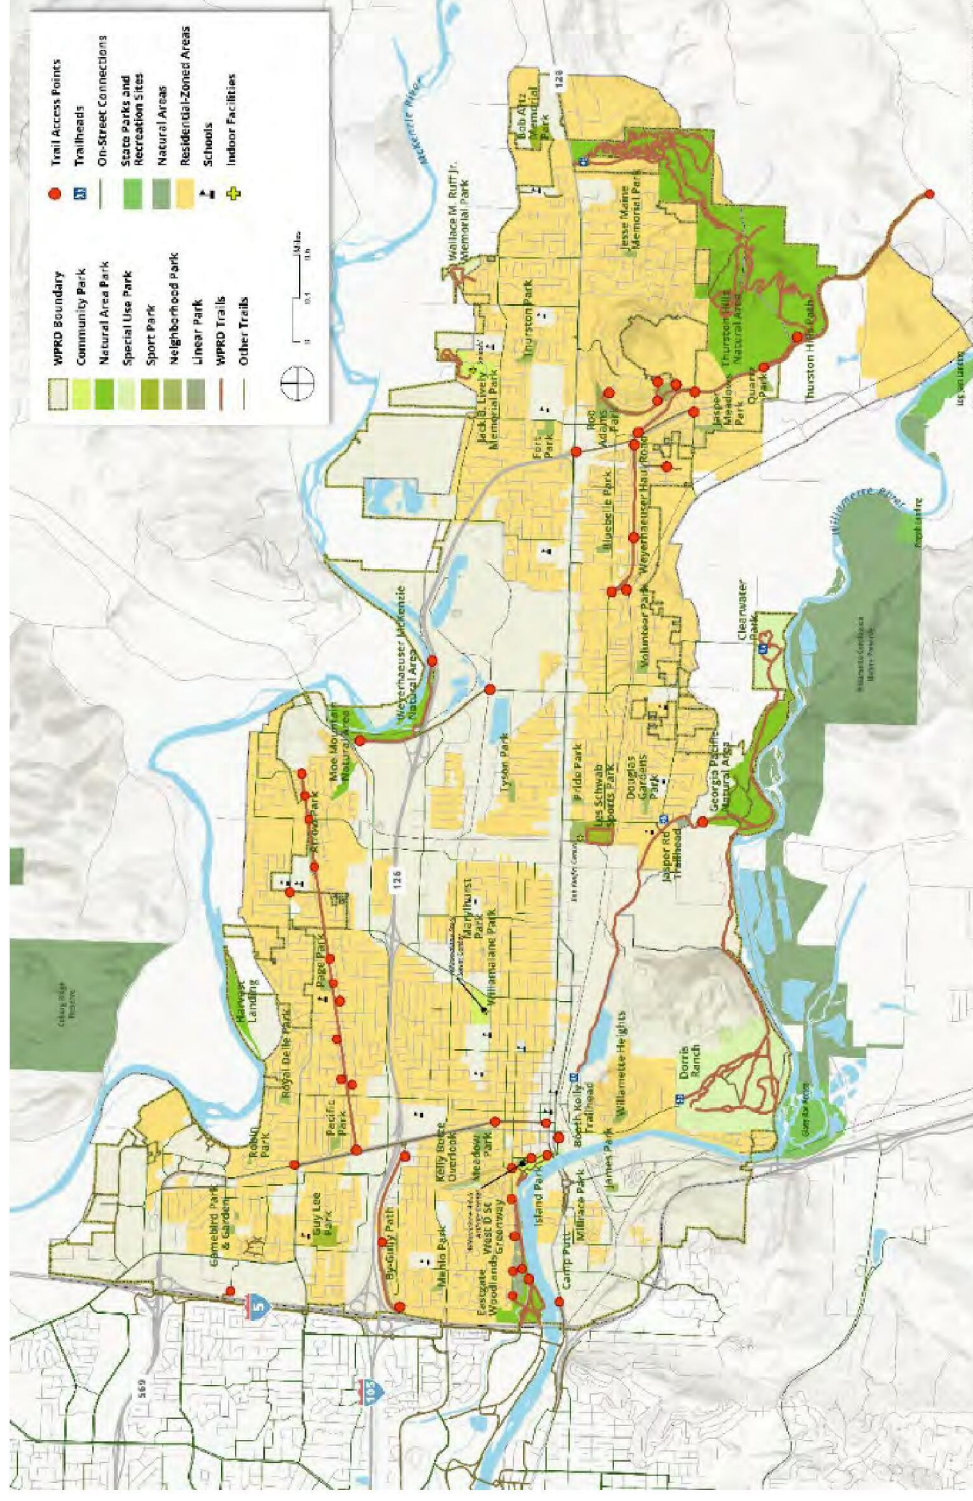 WPRD Boundary
Community Park
Natural Area Park
Special Use Park
Sport Park
Neighborhood Park
Linear Park
WPRD Trails
Other Trails
Trail Access Points
Trailheads
On-Street Connections
State Parks and
Recreation Sites
Natural Areas
Residential-Zoned Areas
Schools
Indoor Facilities
0
Miles
McKenzie River
Wallace M. Ruff Jr.
Memorial Park
Bob Artz
Memorial
Park
126
Jack B. Lively
Memorial Park
Thurston Park
Jesse Maine
Memorial Park
Fort
Park
Thurston Hills
Natural Area
Thurston Hills Path
Rob
Adams
Park
Jasper
Meadows
Park
Quartz
Park
Bluebelle Park
Weyerhaeuser Haul Road
Volunteer Park
Willamette River
Clearwater
Park
Weyerhaeuser McKenzie
Natural Area
Moe Mountain
Natural Area
Tyson Park
Pride Park
Les Schwab
Sports Park
Douglas
Gardens
Park
Georgia Pacific
Natural Area
Jasper Rd
Trailhead
Arrow Park
126
Marylhurst
Park
Willamalane Park
Page Park
Harvest
Landing
Royal Delle Park
Pacific
Park
Robin
Park
Gamebird Park
& Garden
Guy Lee
Park
By-Gully Path
Menlo Park
Kelly Butte
Overlook
Meadow
Park
West D St
Greenway
Eastgate
Woodlands
Island Park
Booth Kelly
Trailhead
Willamette Heights
Dorris
Ranch
James Park
Millrace Park
Camp Putt
5
105
569